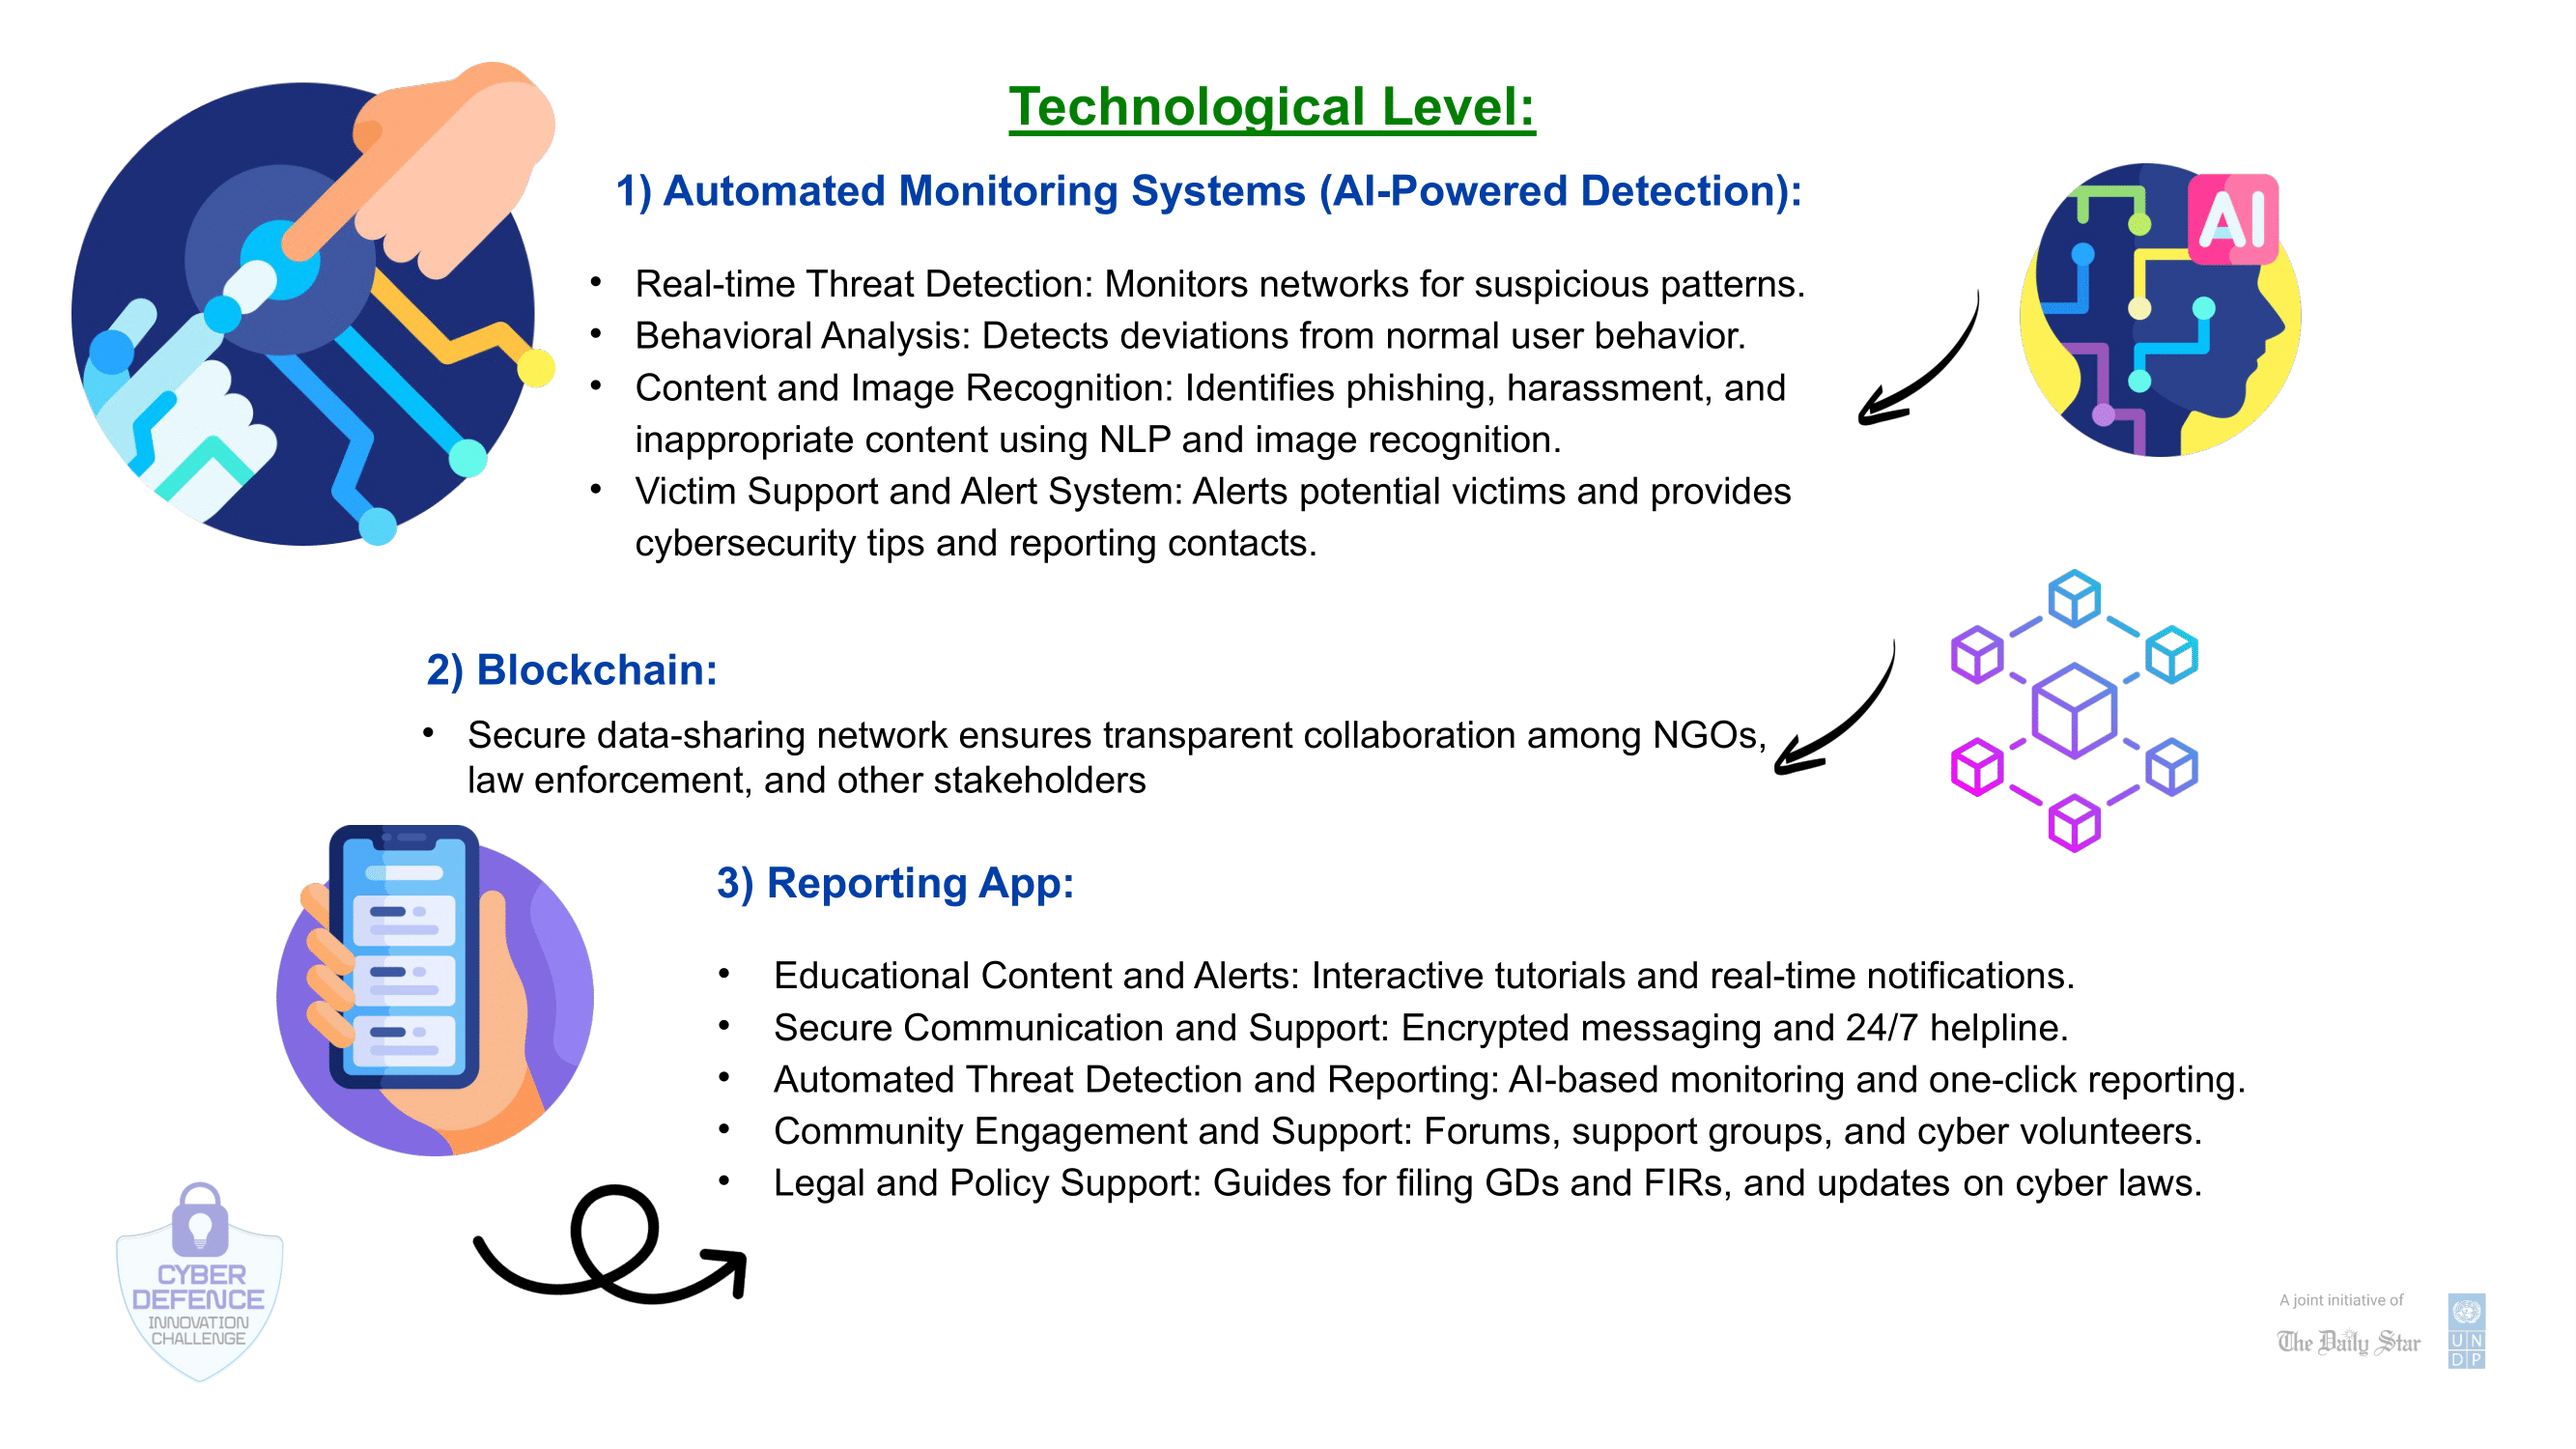 Technological Level:
1) Automated Monitoring Systems (AI-Powered Detection):
AI
• Real-time Threat Detection: Monitors networks for suspicious patterns.
• Behavioral Analysis: Detects deviations from normal user behavior.
• Content and Image Recognition: Identifies phishing, harassment, and
inappropriate content using NLP and image recognition.
• Victim Support and Alert System: Alerts potential victims and provides
cybersecurity tips and reporting contacts.
2) Blockchain:
• Secure data-sharing network ensures transparent collaboration among NGOs,
law enforcement, and other stakeholders
3) Reporting App:
• Educational Content and Alerts: Interactive tutorials and real-time notifications.
• Secure Communication and Support: Encrypted messaging and 24/7 helpline.
• Automated Threat Detection and Reporting: AI-based monitoring and one-click reporting.
• Community Engagement and Support: Forums, support groups, and cyber volunteers.
• Legal and Policy Support: Guides for filing GDs and FIRs, and updates on cyber laws.
CYBER
DEFENCE
INNOVATION
CHALLENGE
A joint initiative of
The Daily Star
U N
D P